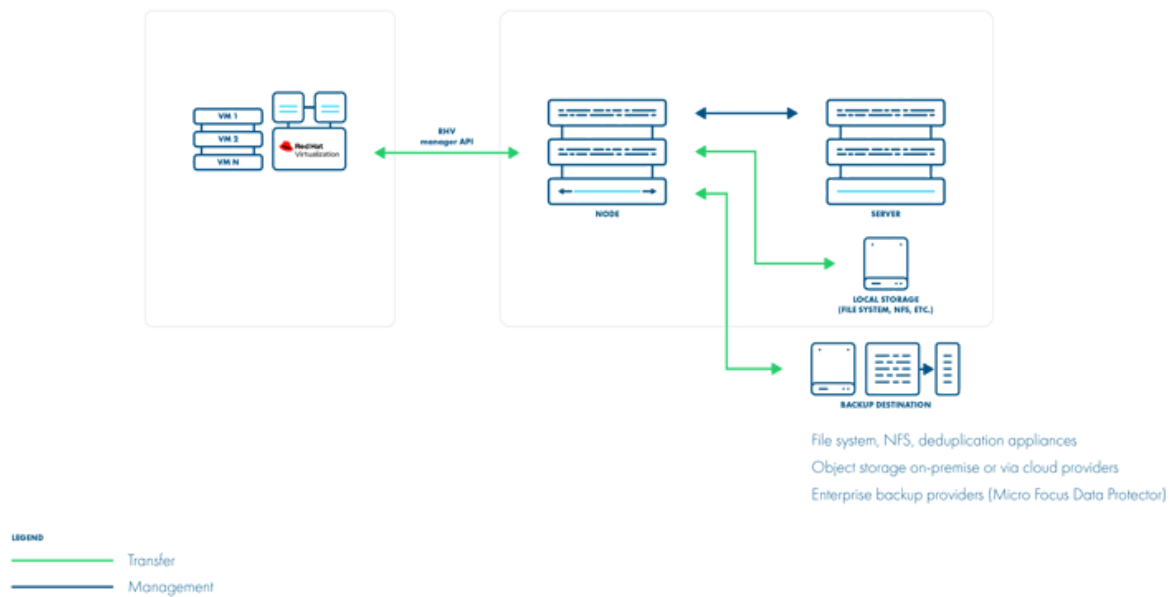 VM 1
VM 2
VM N
Red Hat
Virtualization
RHV
manager API
NODE
SERVER
LOCAL STORAGE
(FILE SYSTEM, NFS, ETC.)
BACKUP DESTINATION
File system, NFS, deduplication appliances
Object storage on-premise or via cloud providers
Enterprise backup providers (Micro Focus Data Protector)
LEGEND
Transfer
Management